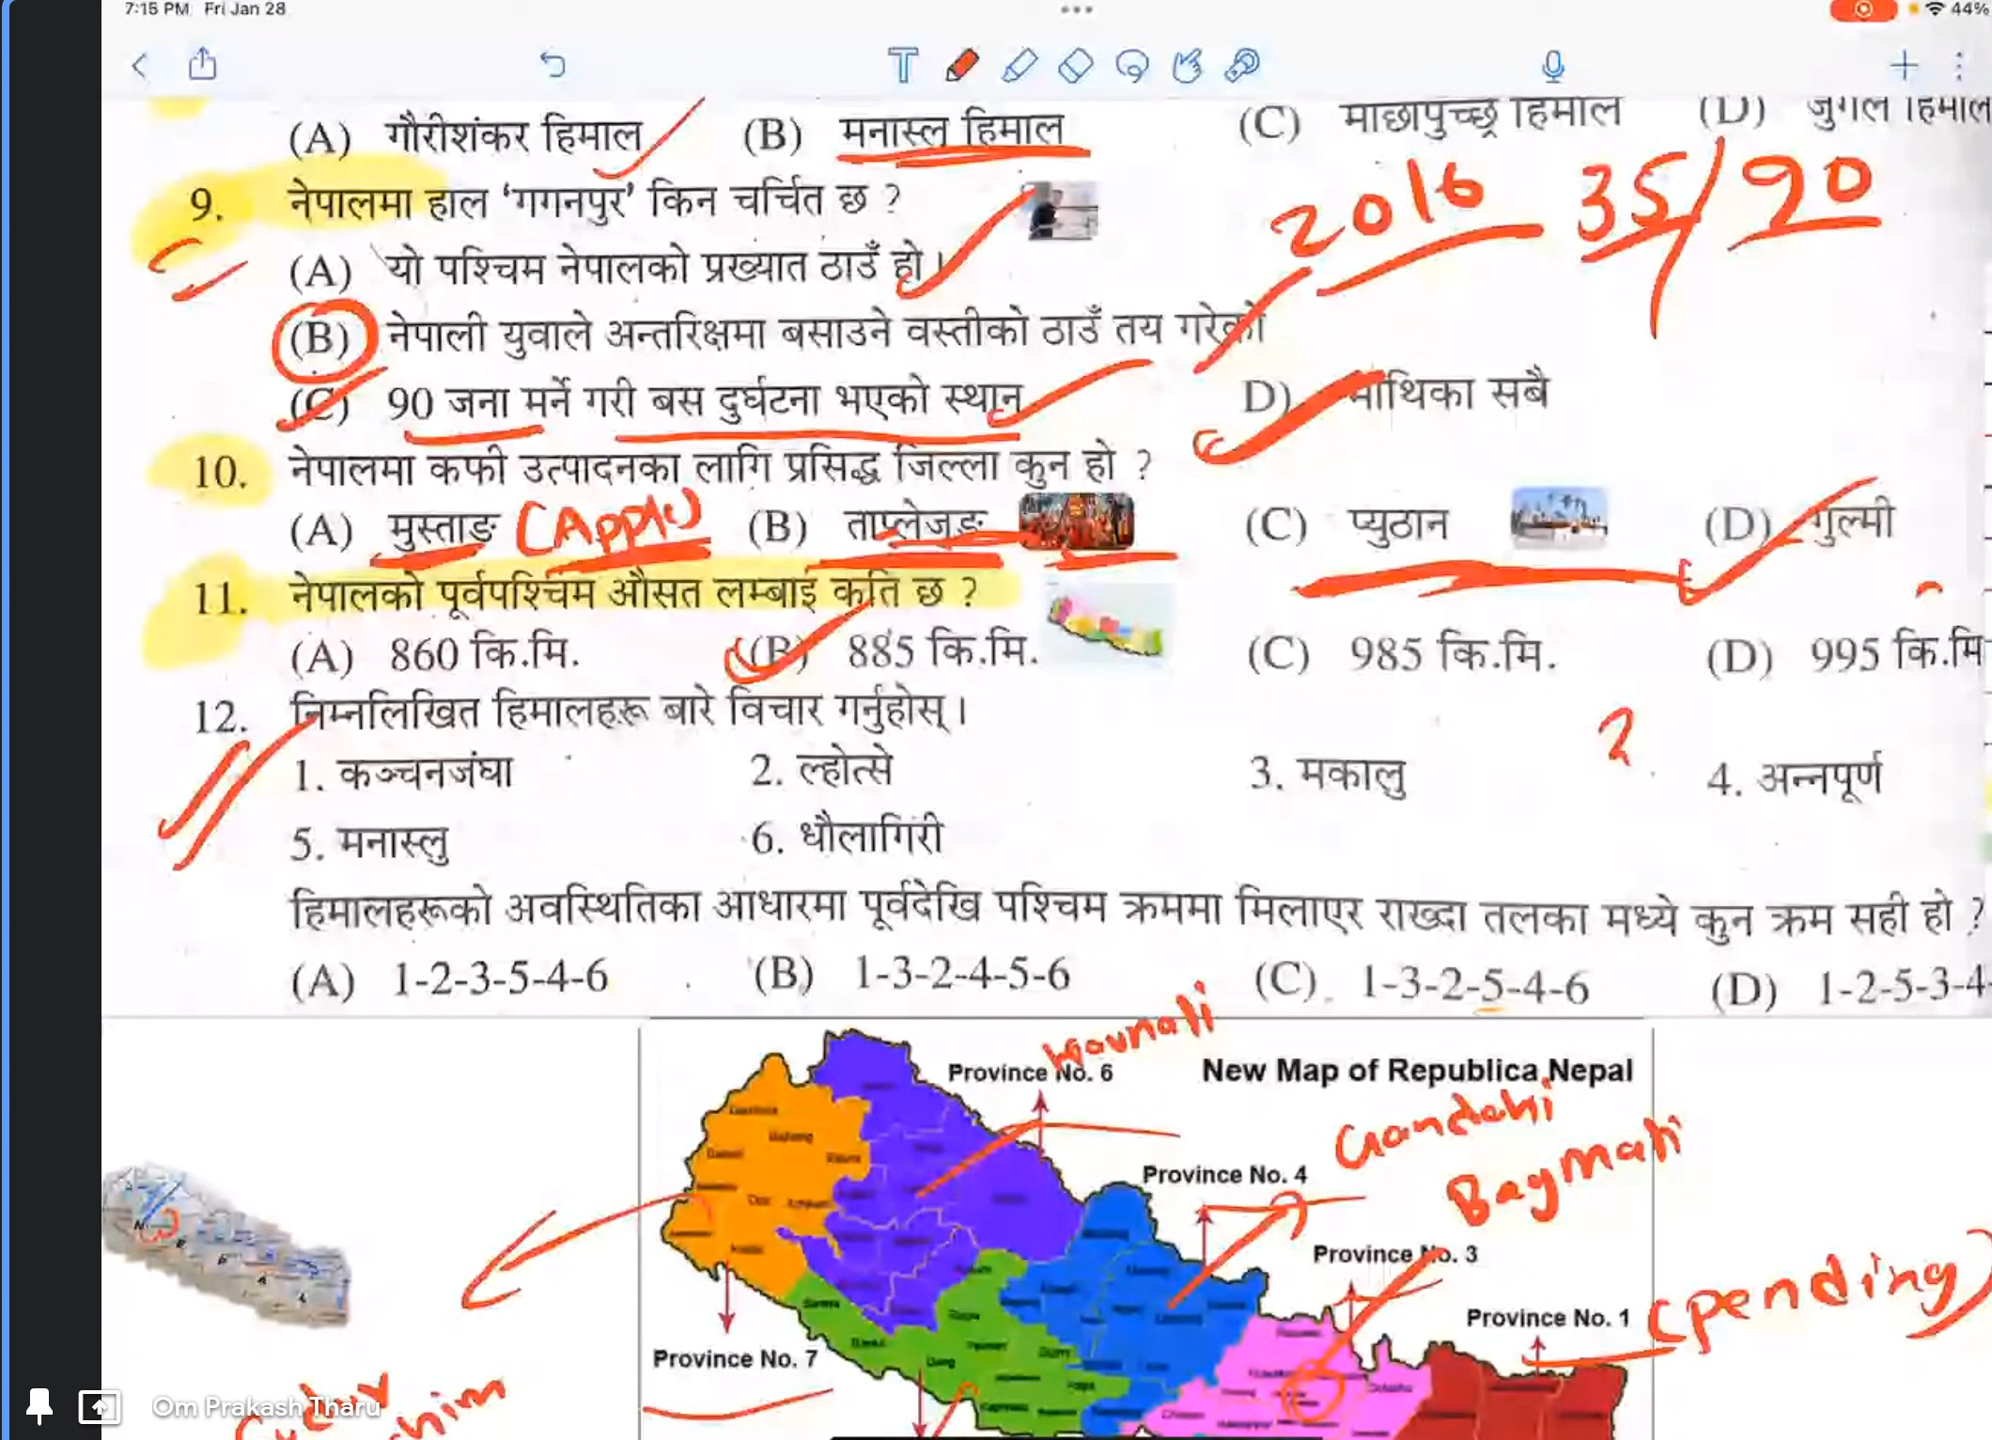 7:15 PM Fri Jan 28
44%
(A) गौरीशंकर हिमाल (B) मनास्लु हिमाल (C) माछापुच्छ्रे हिमाल (D) जुगल हिमाल
9. नेपालमा हाल 'गगनपुर' किन चर्चित छ ?
2016 35/90
(A) यो पश्चिम नेपालको प्रख्यात ठाउँ हो।
(B) नेपाली युवाले अन्तरिक्षमा बसाउने वस्तीको ठाउँ तय गरेको
(C) 90 जना मर्ने गरी बस दुर्घटना भएको स्थान D) माथिका सबै
10. नेपालमा कफी उत्पादनका लागि प्रसिद्ध जिल्ला कुन हो ?
(A) मुस्ताङ (B) ताप्लेजुङ (C) प्युठान (D) गुल्मी
11. नेपालको पूर्वपश्चिम औसत लम्बाई कति छ ?
(A) 860 कि.मि. (B) 885 कि.मि. (C) 985 कि.मि. (D) 995 कि.मि
12. निम्नलिखित हिमालहरू बारे विचार गर्नुहोस् ।
1. कञ्चनजंघा 2. ल्होत्से 3. मकालु 4. अन्नपूर्ण
5. मनास्लु 6. धौलागिरी
हिमालहरूको अवस्थितिका आधारमा पूर्वदेखि पश्चिम क्रममा मिलाएर राख्दा तलका मध्ये कुन क्रम सही हो ?
(A) 1-2-3-5-4-6 (B) 1-3-2-4-5-6 (C) 1-3-2-5-4-6 (D) 1-2-5-3-4-
Province No. 6 New Map of Republica Nepal
Province No. 4
Bagmati
Province No. 3
Province No. 1 (pending)
Province No. 7
Om Prakash Tharu